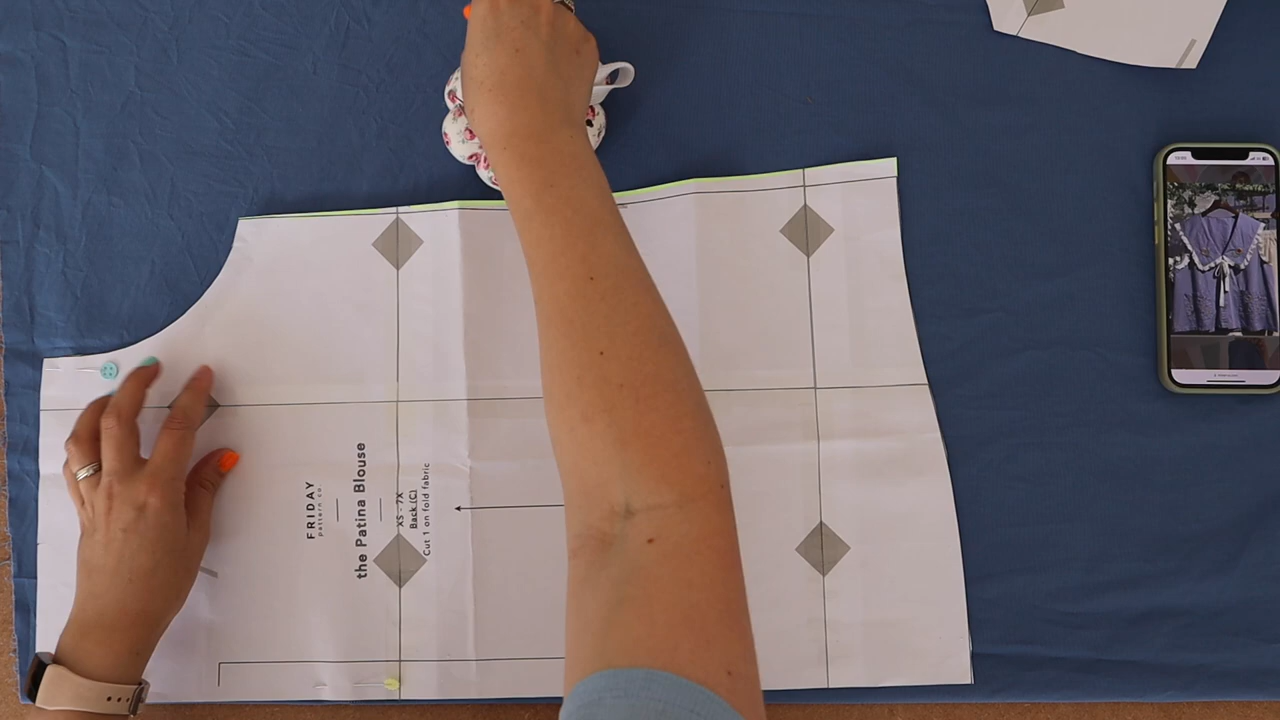 FRIDAY
pattern co
the Patina Blouse
XS - 7X
Back (C)
Cut 1 on fold fabric